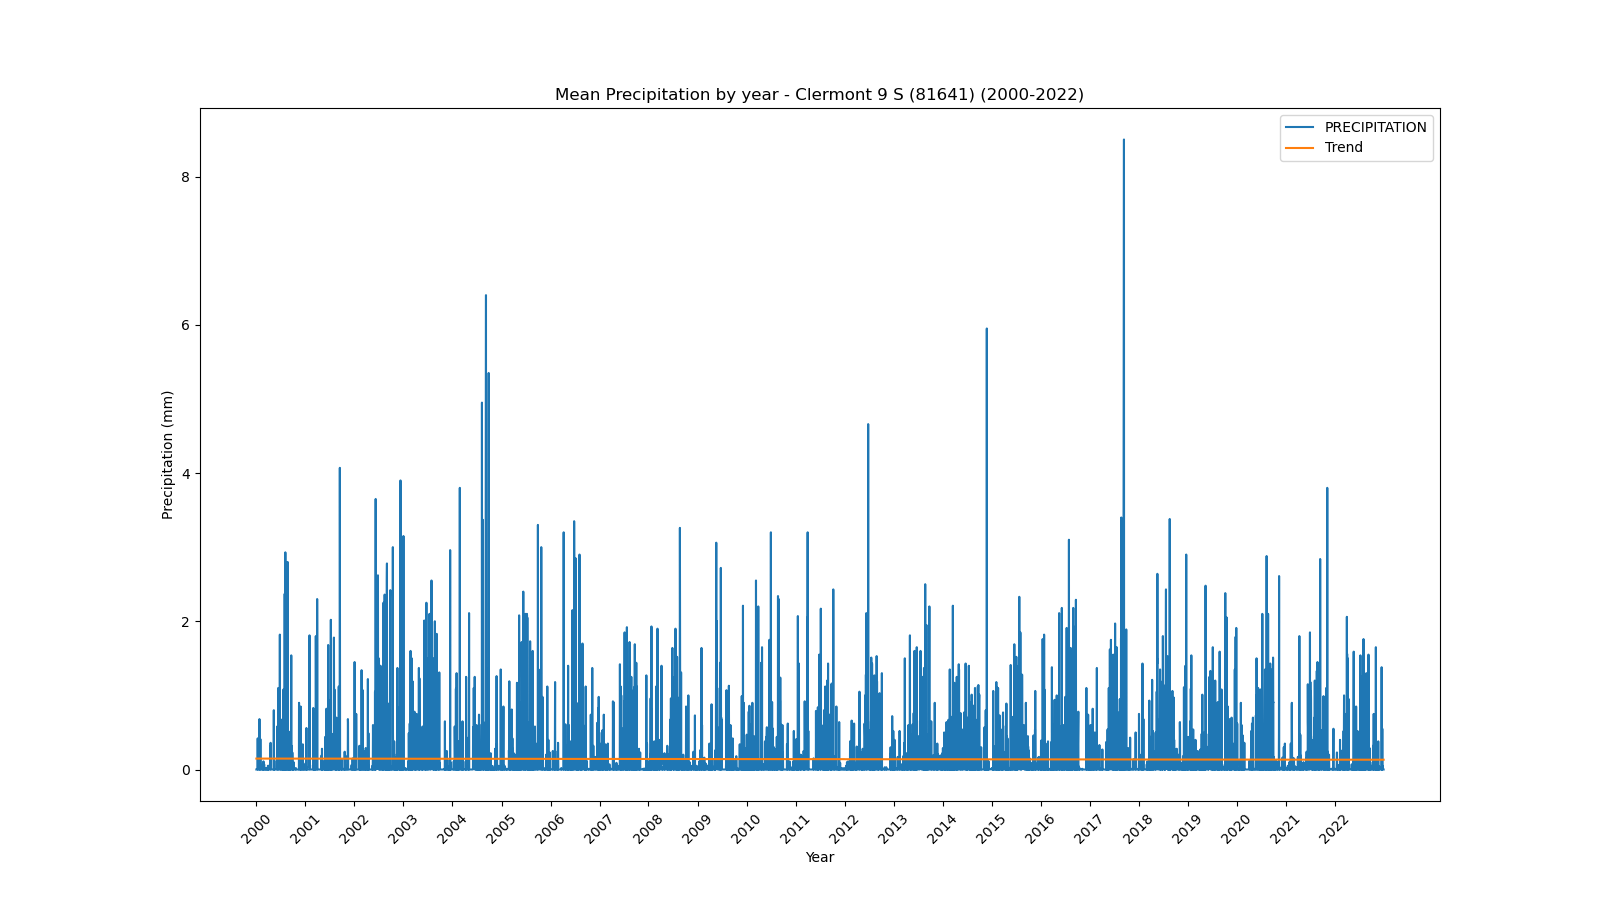 Mean Precipitation by year - Clermont 9 S (81641) (2000-2022)
PRECIPITATION
Trend
8
6
4
2
0
Precipitation (mm)
2000 2001 2002 2003 2004 2005 2006 2007 2008 2009 2010 2011 2012 2013 2014 2015 2016 2017 2018 2019 2020 2021 2022
Year